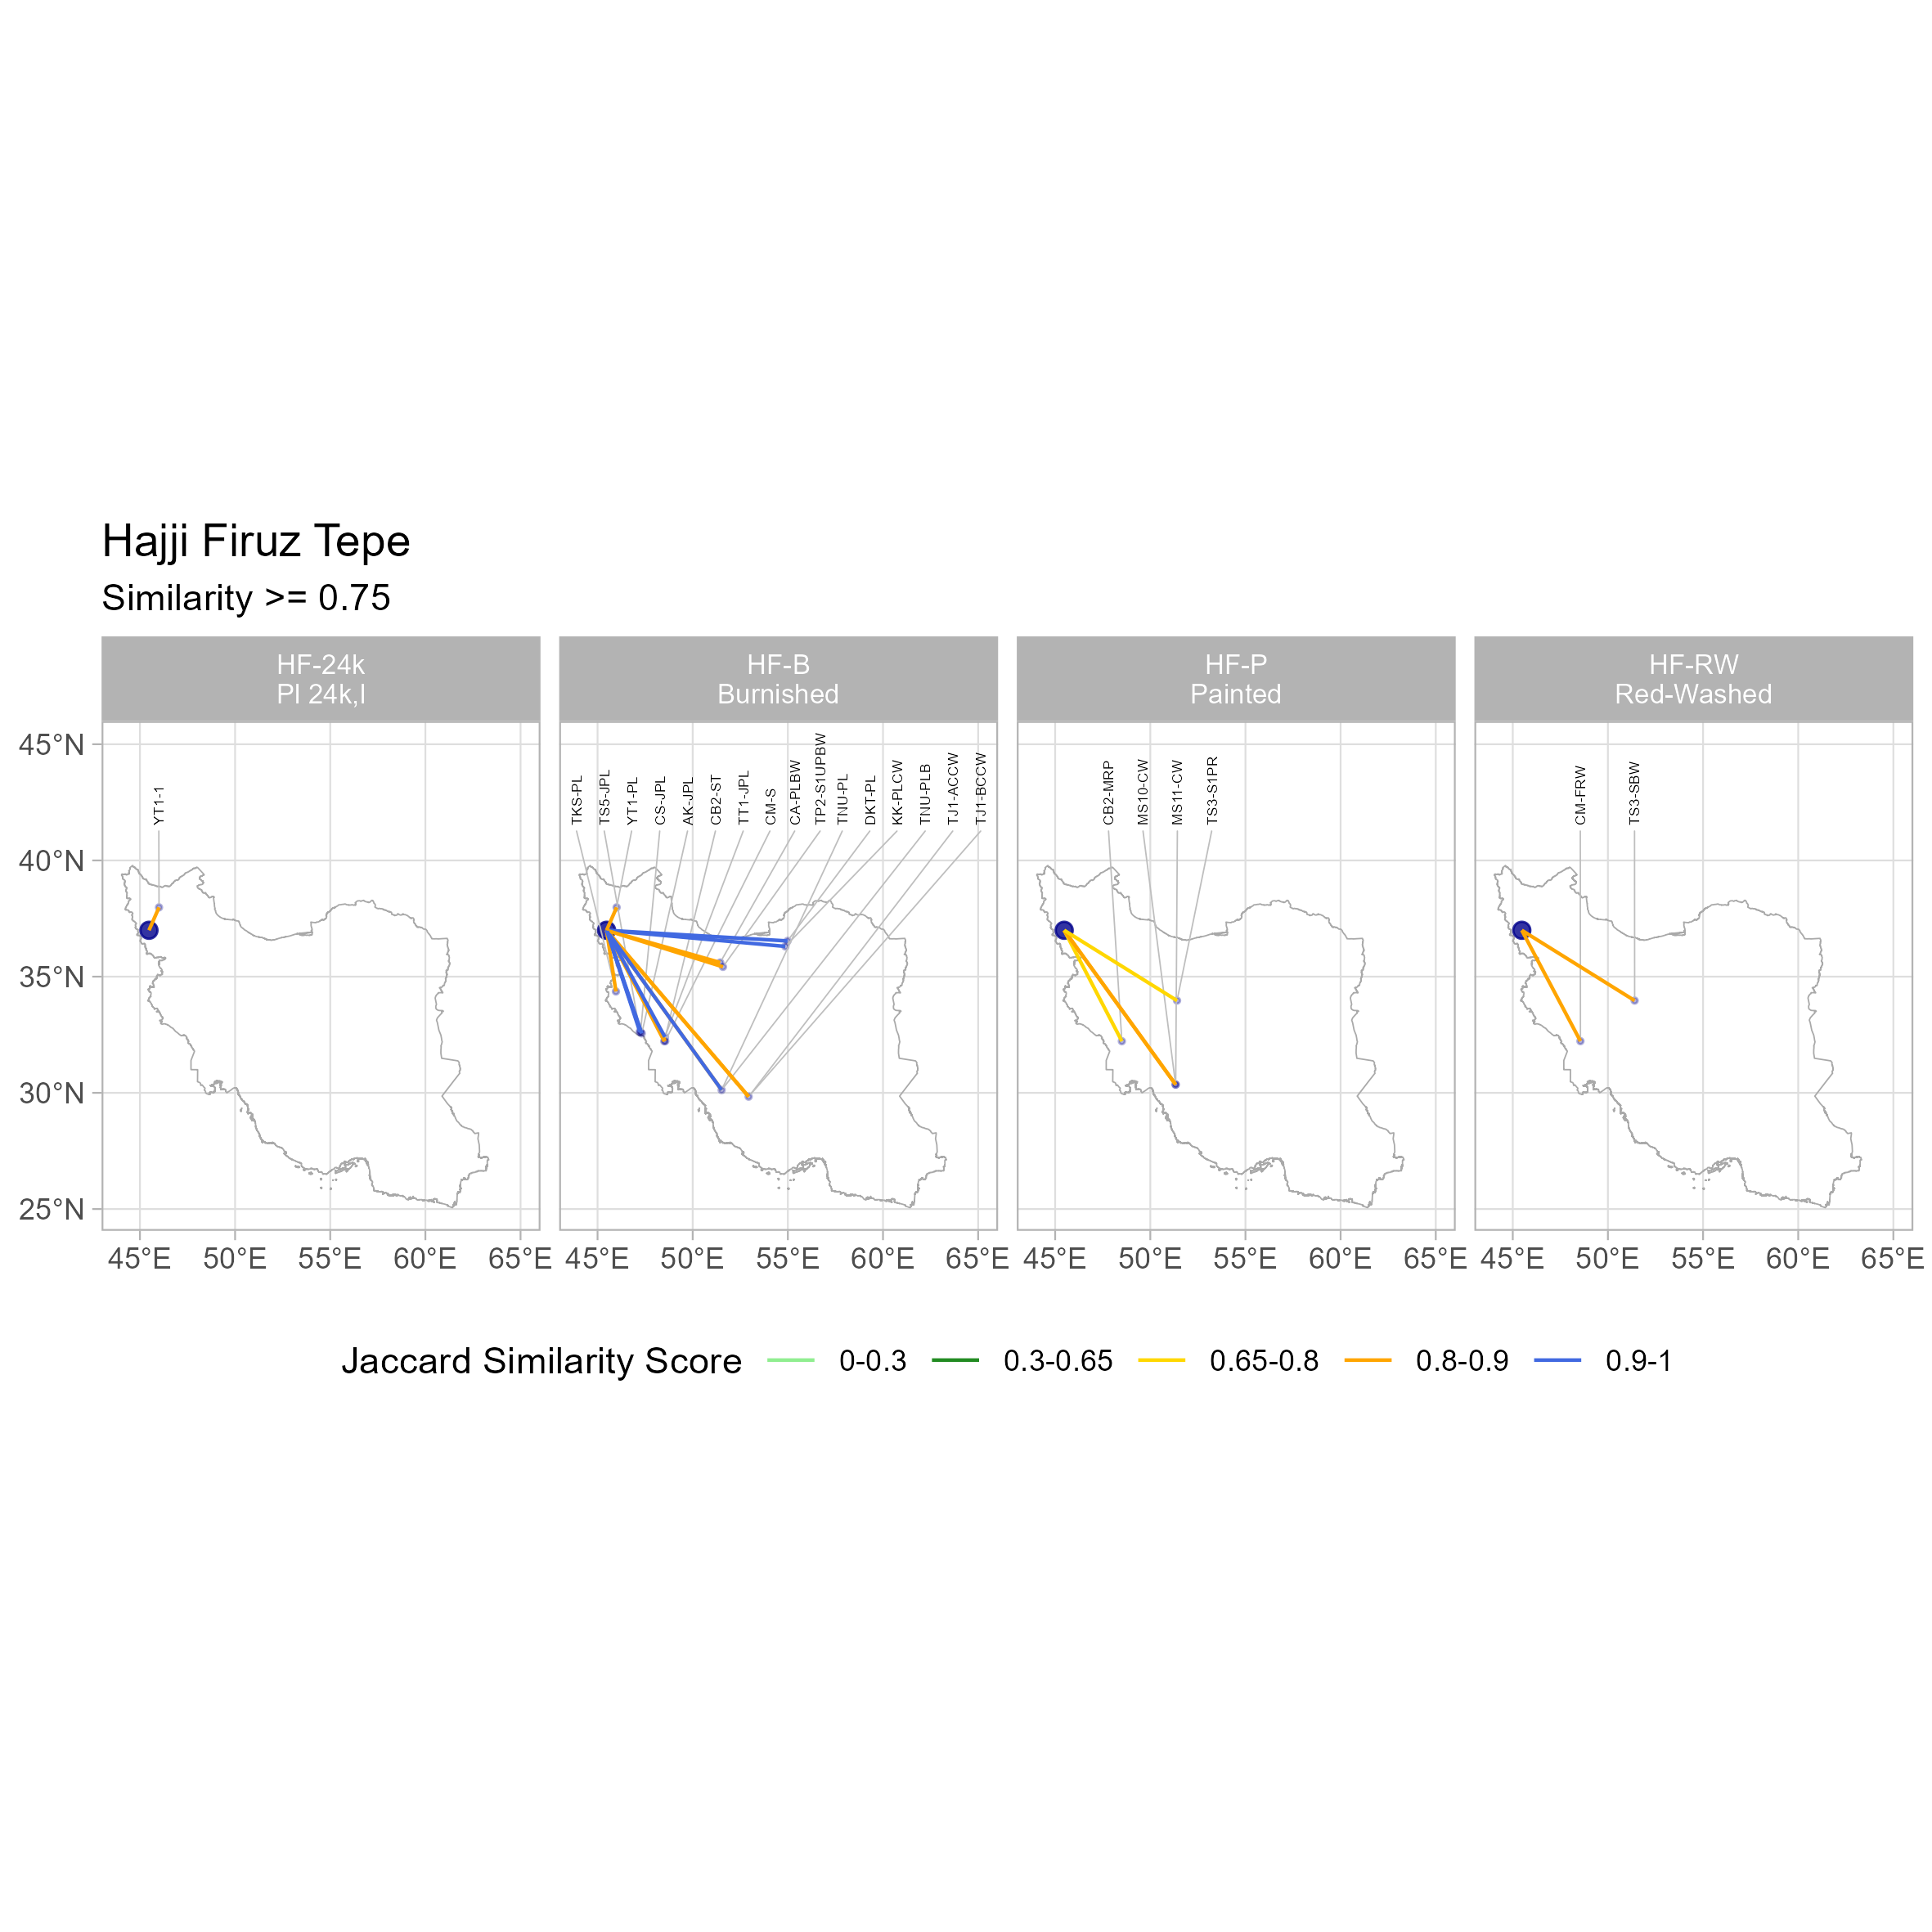 Hajji Firuz Tepe
Similarity >= 0.75
HF-24k
Pl 24k,l
HF-B
Burnished
HF-P
Painted
HF-RW
Red-Washed
45°N
40°N
35°N
30°N
25°N
YT1-1
TKS-PL
TS5-JPL
YT1-PL
CS-JPL
AK-JPL
CB2-ST
TT1-JPL
CM-S
CA-PLBW
TP2-S1UPBW
TNU-PL
DKT-PL
KK-PLCW
TNU-PLB
TJ1-ACCW
TJ1-BCCW
CB2-MRP
MS10-CW
MS11-CW
TS3-S1PR
CM-FRW
TS3-SBW
45°E 50°E 55°E 60°E 65°E 45°E 50°E 55°E 60°E 65°E 45°E 50°E 55°E 60°E 65°E 45°E 50°E 55°E 60°E 65°E
Jaccard Similarity Score 0-0.3 0.3-0.65 0.65-0.8 0.8-0.9 0.9-1